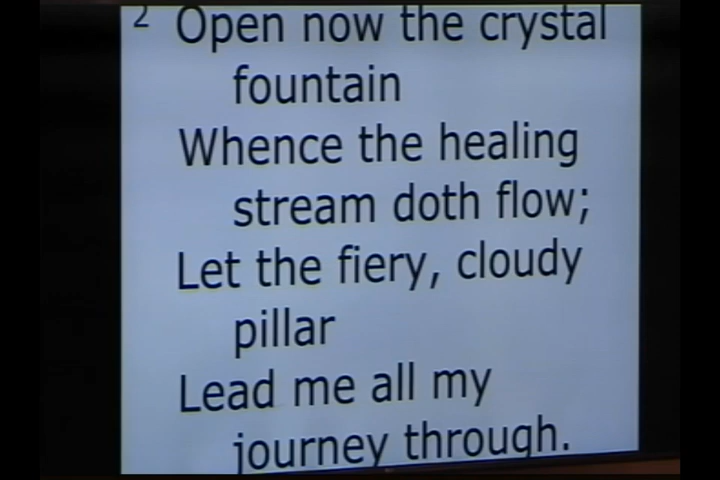 2 Open now the crystal
fountain
Whence the healing
stream doth flow;
Let the fiery, cloudy
pillar
Lead me all my
journey through.